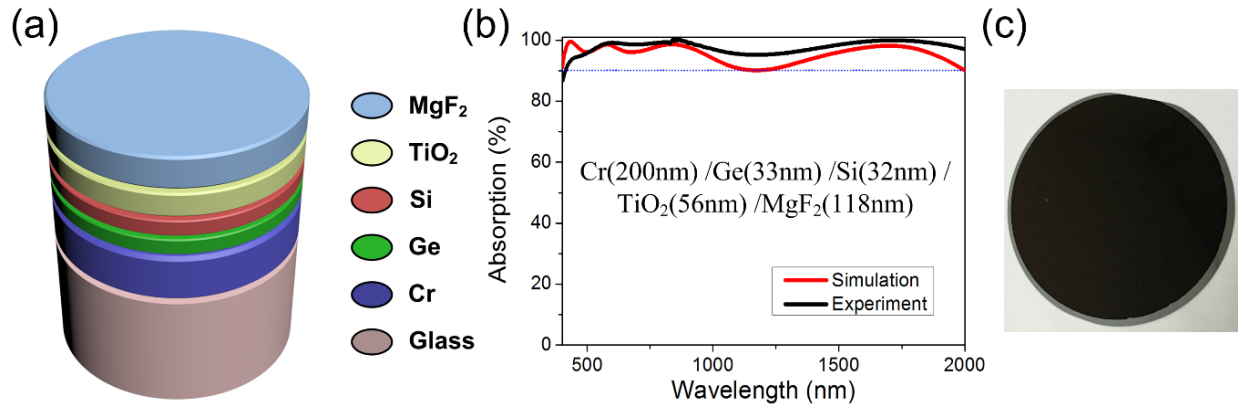 (a)
MgF₂
TiO₂
Si
Ge
Cr
Glass
(b)
Absorption (%)
100
80
60
40
20
0
Cr(200nm) /Ge(33nm) /Si(32nm) /
TiO₂(56nm) /MgF₂(118nm)
Simulation
Experiment
500
1000
1500
2000
Wavelength (nm)
(c)